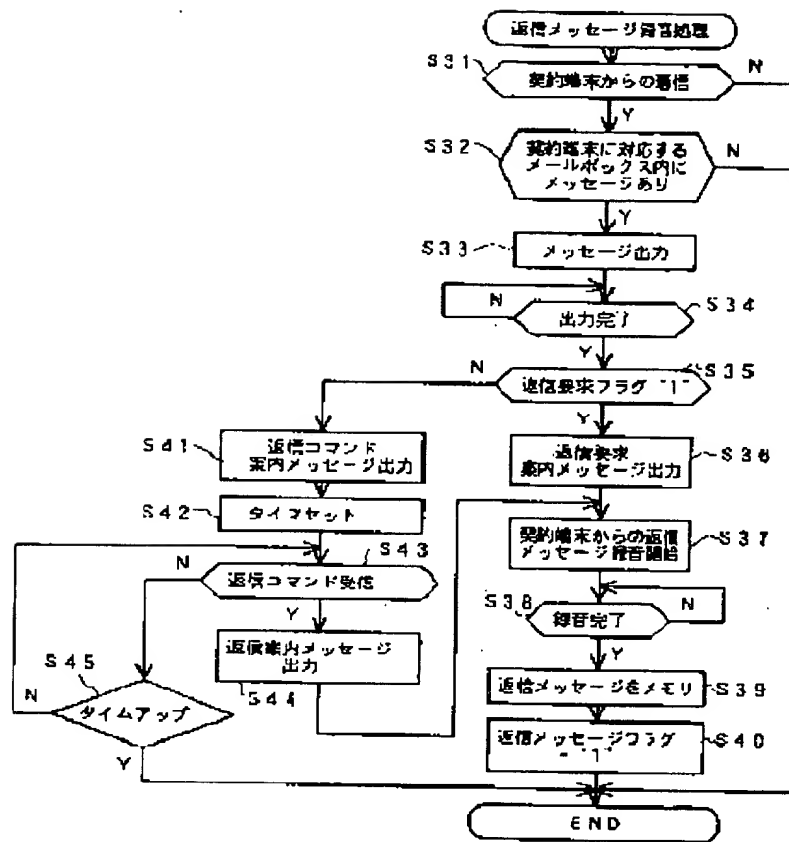 返信メッセージ録音処理
S31
契約端末からの着信
N
Y
S32
契約端末に対応する
メールボックス内に
メッセージあり
N
Y
S33
メッセージ出力
N
出力完了
S34
Y
N
返信要求フラグ "1"
S35
Y
S41
返信コマンド
案内メッセージ出力
返信要求
案内メッセージ出力
S36
S42
タイマセット
契約端末からの返信
メッセージ録音開始
S37
S43
N
返信コマンド受信
Y
S38
録音完了
N
Y
返信案内メッセージ
出力
S44
S45
タイムアップ
N
Y
返信メッセージをメモリ
S39
返信メッセージフラグ
"1"
S40
END